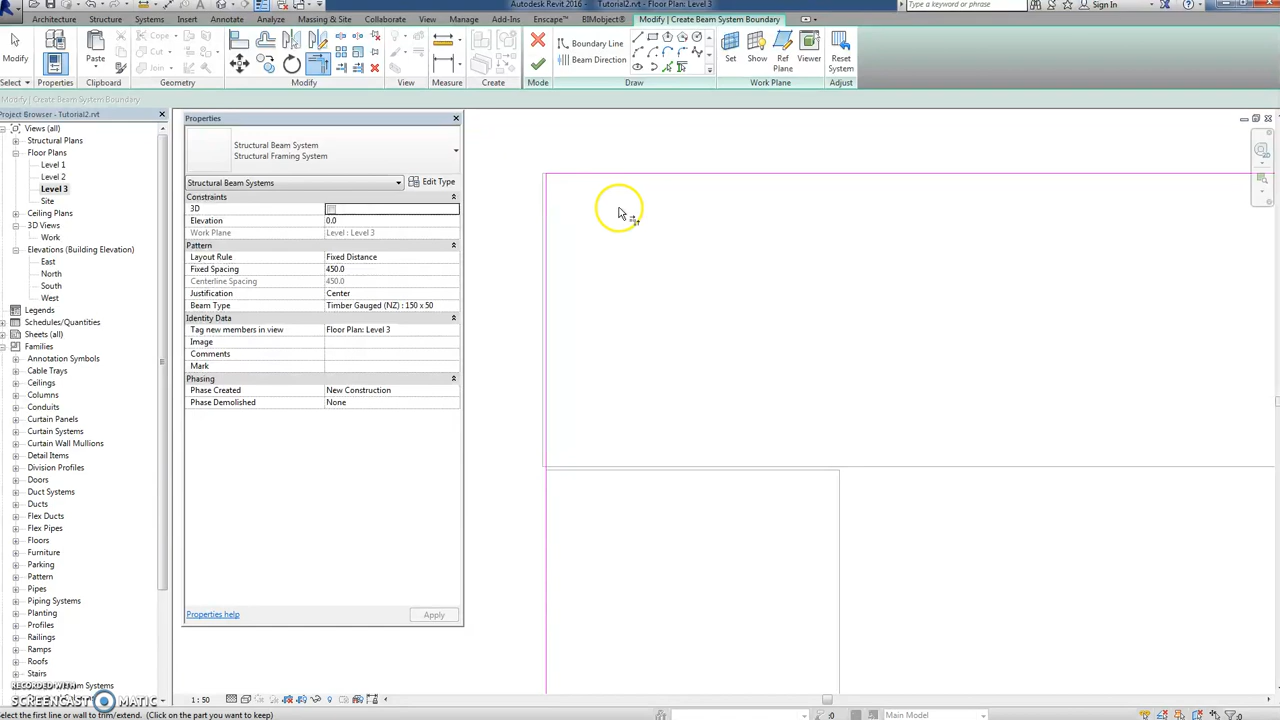 Autodesk Revit 2016 - Tutorial2.rvt - Floor Plan: Level 3
Sign In
Architecture Structure Systems Insert Annotate Analyze Massing & Site Collaborate View Manage Add-Ins Enscape™ BIMobject® Modify | Create Beam System Boundary
Modify
Paste
Cope
Cut
Join
Boundary Line
Beam Direction
Set
Show
Ref
Plane
Viewer
Reset
System
Select Properties Clipboard Geometry Modify View Measure Create Mode Draw Work Plane Adjust
Modify | Create Beam System Boundary
Project Browser - Tutorial2.rvt
Views (all)
Structural Plans
Floor Plans
Level 1
Level 2
Level 3
Site
Ceiling Plans
3D Views
Work
Elevations (Building Elevation)
East
North
South
West
Legends
Schedules/Quantities
Sheets (all)
Families
Annotation Symbols
Cable Trays
Ceilings
Columns
Conduits
Curtain Panels
Curtain Systems
Curtain Wall Mullions
Detail Items
Division Profiles
Doors
Duct Systems
Ducts
Flex Ducts
Flex Pipes
Floors
Furniture
Parking
Pattern
Pipes
Piping Systems
Planting
Profiles
Railings
Ramps
Roofs
Stairs
Properties
Structural Beam System
Structural Framing System
Structural Beam Systems
Edit Type
Constraints
3D
Elevation 0.0
Work Plane Level : Level 3
Pattern
Layout Rule Fixed Distance
Fixed Spacing 450.0
Centerline Spacing 450.0
Justification Center
Beam Type Timber Gauged (NZ) : 150 x 50
Identity Data
Tag new members in view Floor Plan: Level 3
Image
Comments
Mark
Phasing
Phase Created New Construction
Phase Demolished None
Properties help
Apply
RECORDED WITH
SCREENCAST MATIC
1 : 50
Select the first line or wall to trim/extend. (Click on the part you want to keep)
:0
Main Model